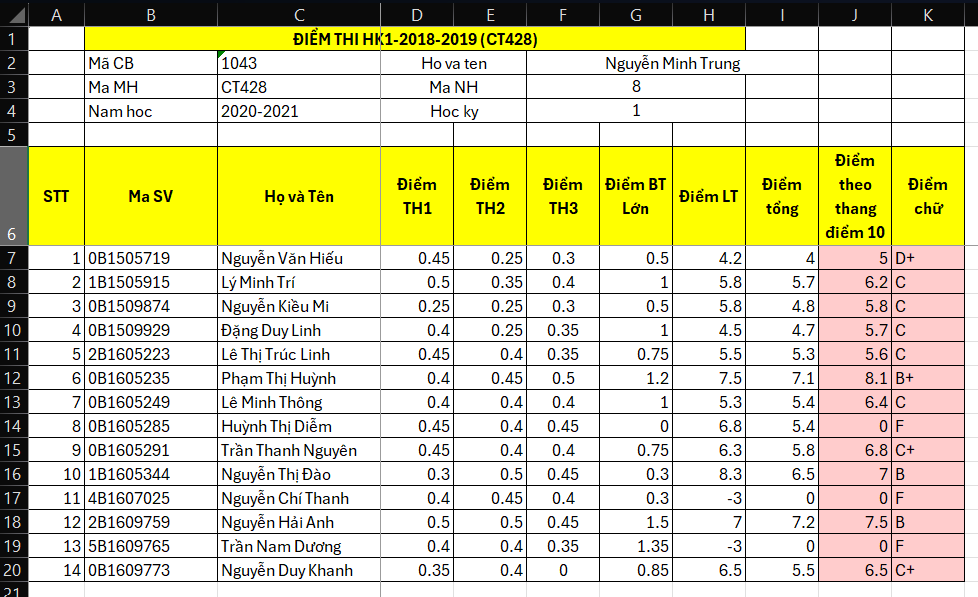 A B C D E F G H I J K
1 ĐIỂM THI HK1-2018-2019 (CT428)
2 Mã CB 1043 Ho va ten Nguyễn Minh Trung
3 Ma MH CT428 Ma NH 8
4 Nam hoc 2020-2021 Hoc ky 1
5
6 STT Ma SV Họ và Tên Điểm TH1 Điểm TH2 Điểm TH3 Điểm BT Lớn Điểm LT Điểm tổng Điểm theo thang điểm 10 Điểm chữ
7 1 0B1505719 Nguyễn Văn Hiếu 0.45 0.25 0.3 0.5 4.2 4 5 D+
8 2 1B1505915 Lý Minh Trí 0.5 0.35 0.4 1 5.8 5.7 6.2 C
9 3 0B1509874 Nguyễn Kiều Mi 0.25 0.25 0.3 0.5 5.8 4.8 5.8 C
10 4 0B1509929 Đặng Duy Linh 0.4 0.25 0.35 1 4.5 4.7 5.7 C
11 5 2B1605223 Lê Thị Trúc Linh 0.45 0.4 0.35 0.75 5.5 5.3 5.6 C
12 6 0B1605235 Phạm Thị Huỳnh 0.4 0.45 0.5 1.2 7.5 7.1 8.1 B+
13 7 0B1605249 Lê Minh Thông 0.4 0.4 0.4 1 5.3 5.4 6.4 C
14 8 0B1605285 Huỳnh Thị Diễm 0.45 0.4 0.45 0 6.8 5.4 0 F
15 9 0B1605291 Trần Thanh Nguyên 0.45 0.4 0.4 0.75 6.3 5.8 6.8 C+
16 10 1B1605344 Nguyễn Thị Đào 0.3 0.5 0.45 0.3 8.3 6.5 7 B
17 11 4B1607025 Nguyễn Chí Thanh 0.4 0.45 0.4 0.3 -3 0 0 F
18 12 2B1609759 Nguyễn Hải Anh 0.5 0.5 0.45 1.5 7 7.2 7.5 B
19 13 5B1609765 Trần Nam Dương 0.4 0.4 0.35 1.35 -3 0 0 F
20 14 0B1609773 Nguyễn Duy Khanh 0.35 0.4 0 0.85 6.5 5.5 6.5 C+
21